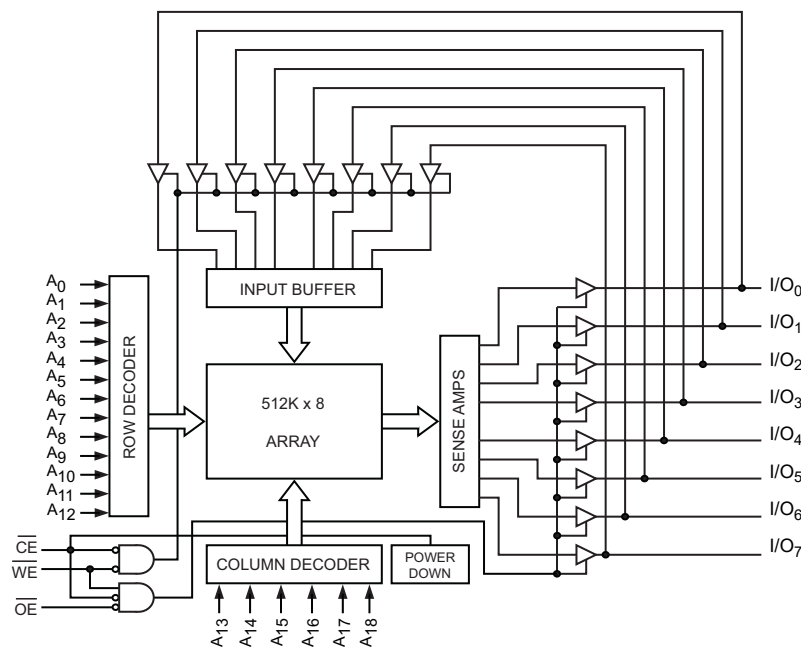 INPUT BUFFER
A0
A1
A2
A3
A4
A5
A6
A7
A8
A9
A10
A11
A12
ROW DECODER
512K x 8
ARRAY
SENSE AMPS
I/O0
I/O1
I/O2
I/O3
I/O4
I/O5
I/O6
I/O7
CE
WE
OE
COLUMN DECODER
POWER
DOWN
A13
A14
A15
A16
A17
A18